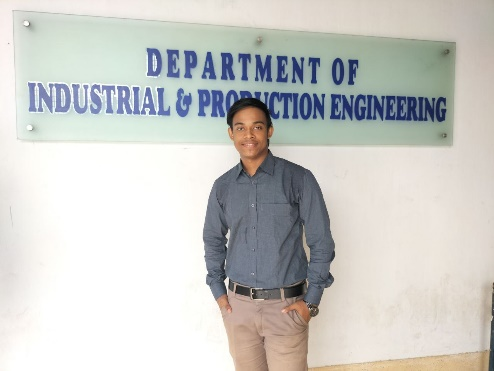 DEPARTMENT OF
INDUSTRIAL & PRODUCTION ENGINEERING